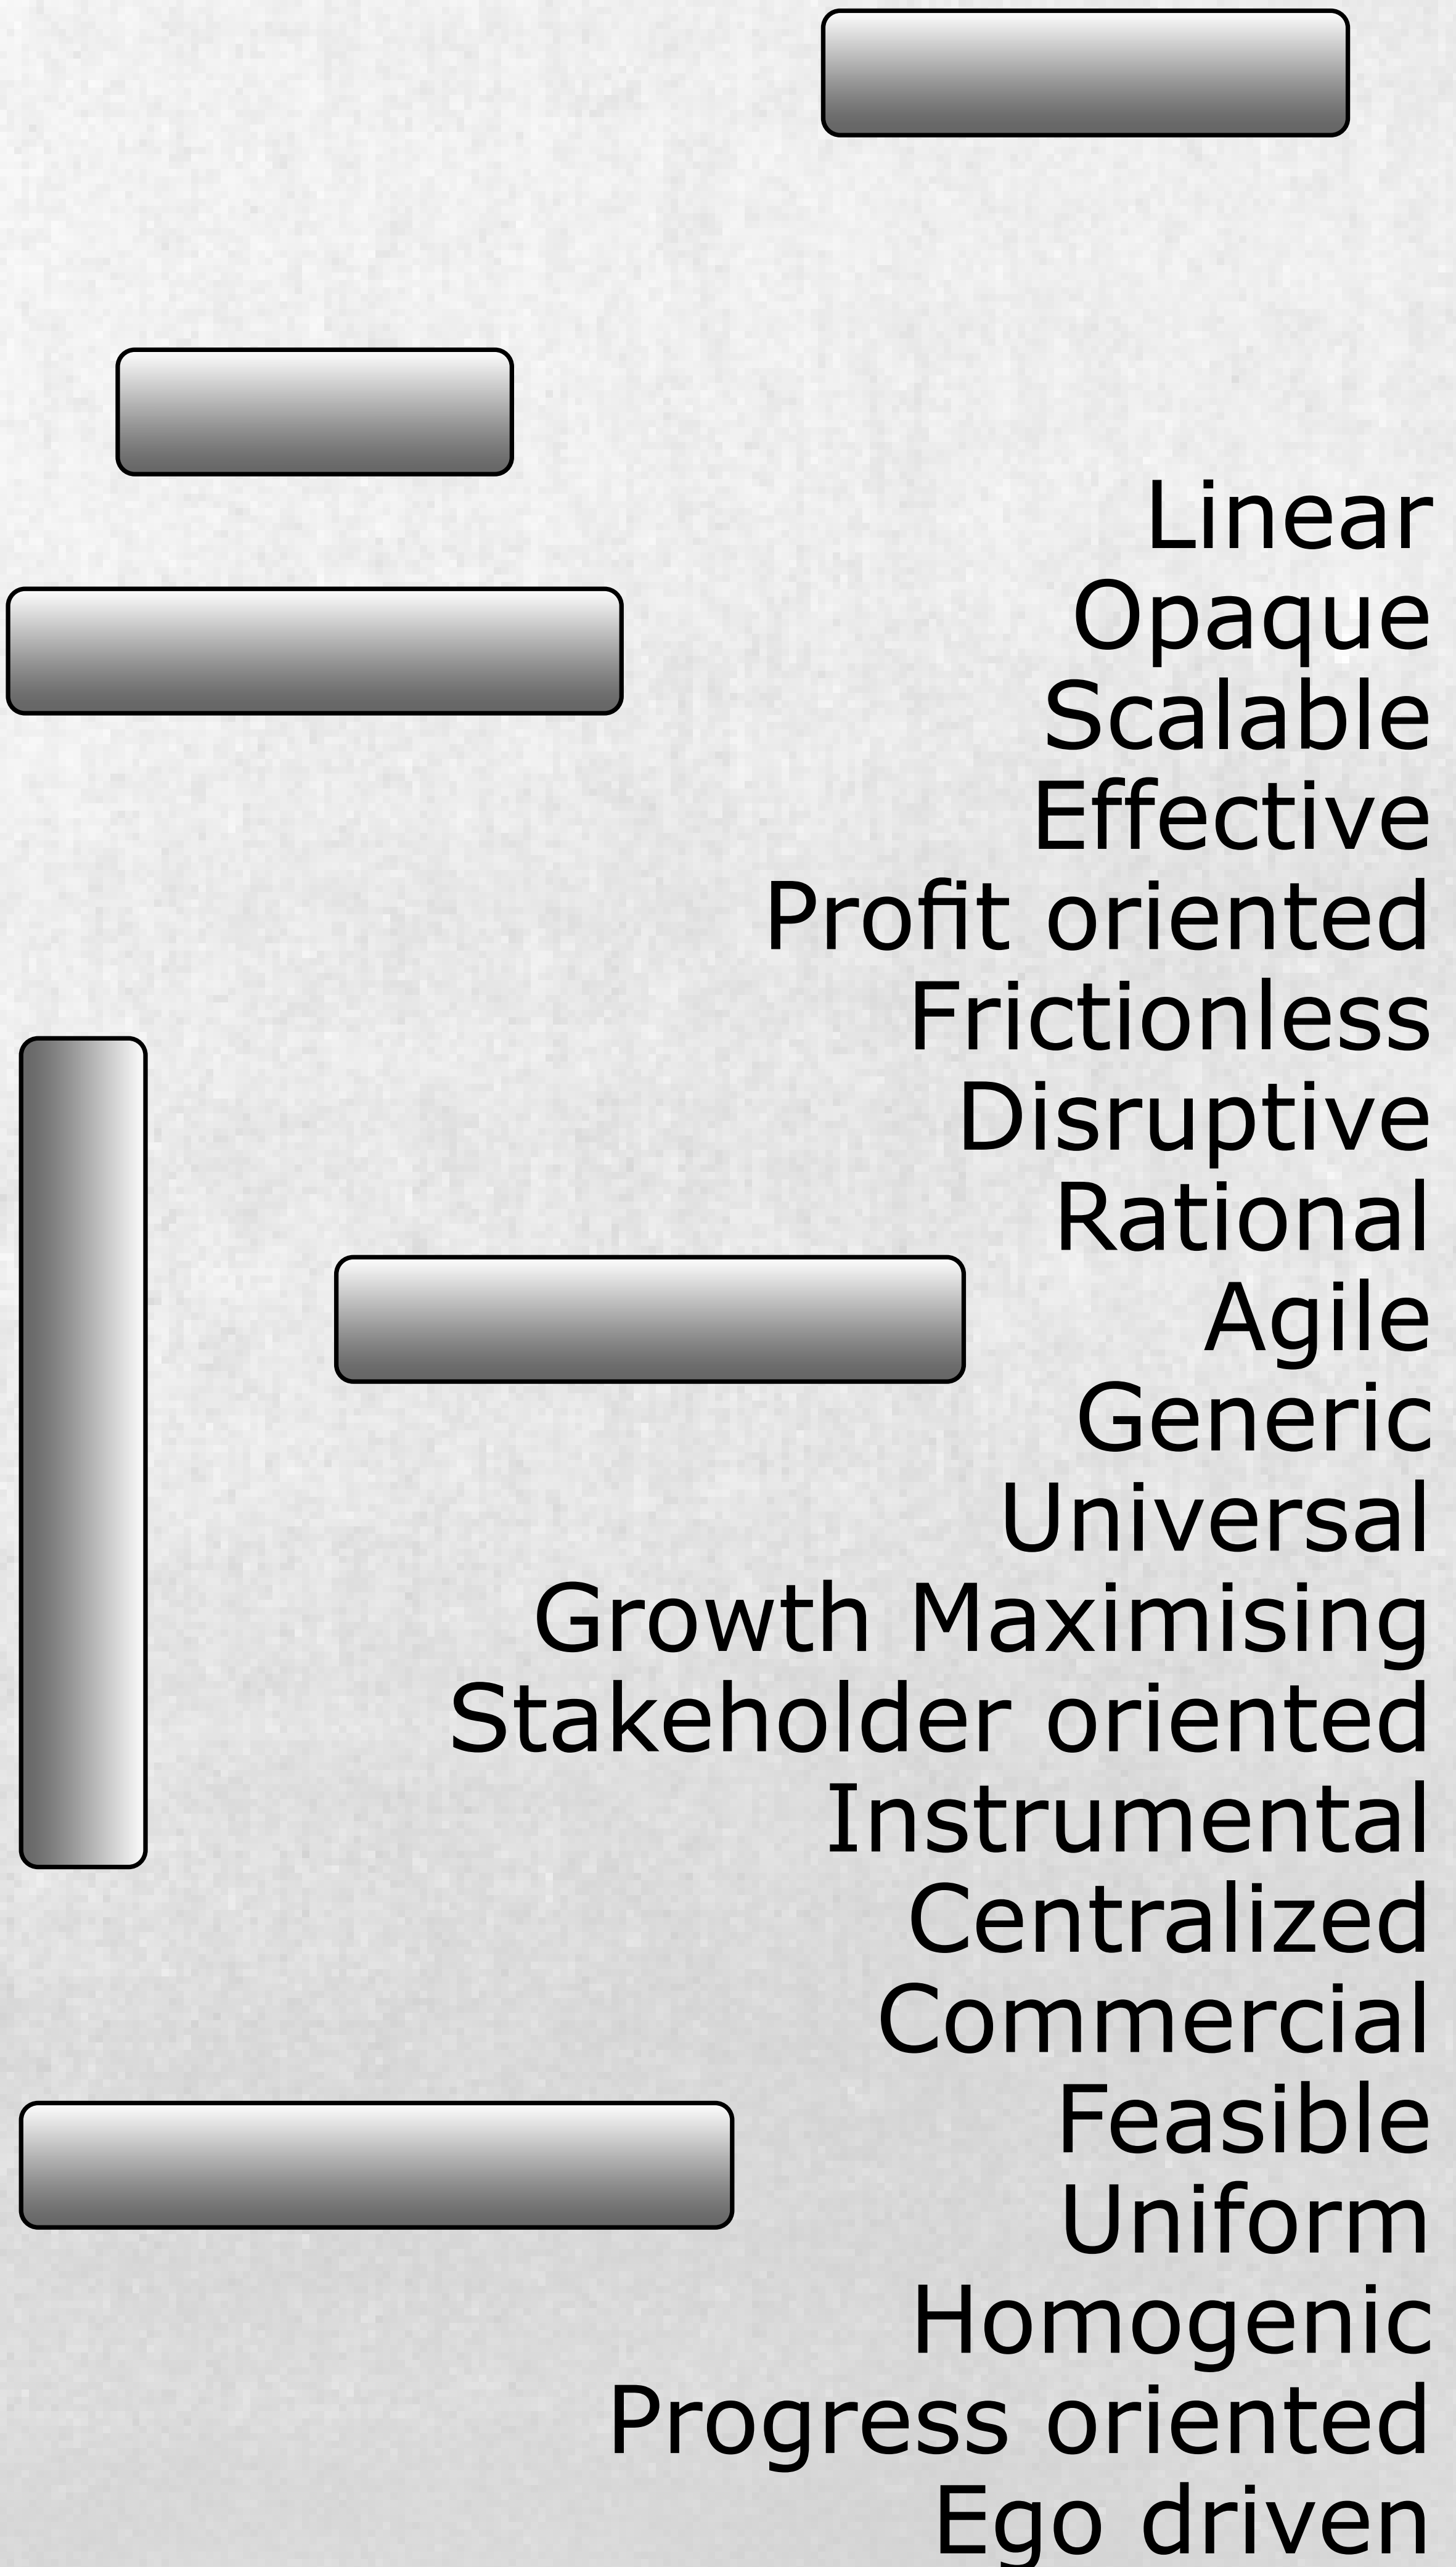 Linear
Opaque
Scalable
Effective
Profit oriented
Frictionless
Disruptive
Rational
Agile
Generic
Universal
Growth Maximising
Stakeholder oriented
Instrumental
Centralized
Commercial
Feasible
Uniform
Homogenic
Progress oriented
Ego driven